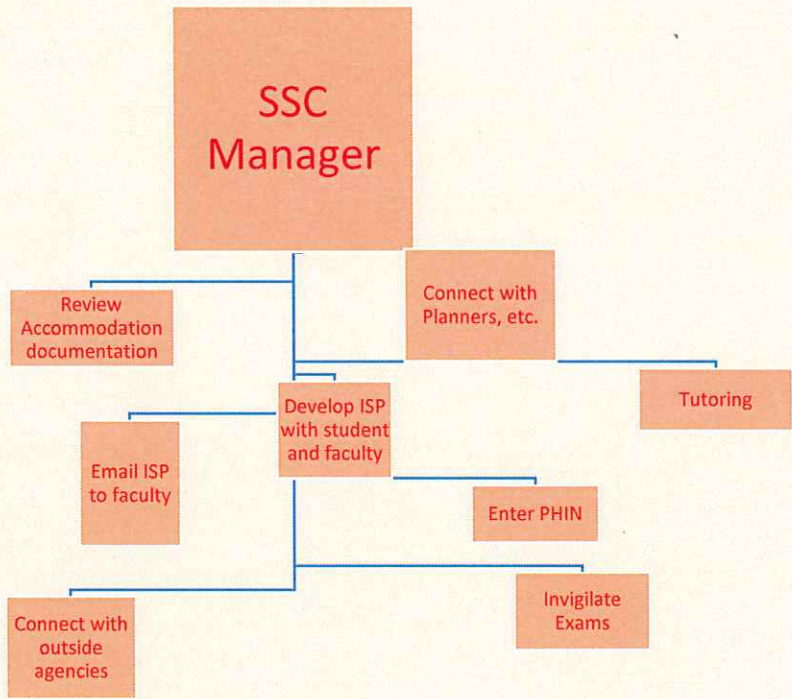 SSC
Manager
Connect with
Planners, etc.
Review
Accommodation
documentation
Tutoring
Develop ISP
with student
and faculty
Email ISP
to faculty
Enter PHIN
Invigilate
Exams
Connect with
outside
agencies